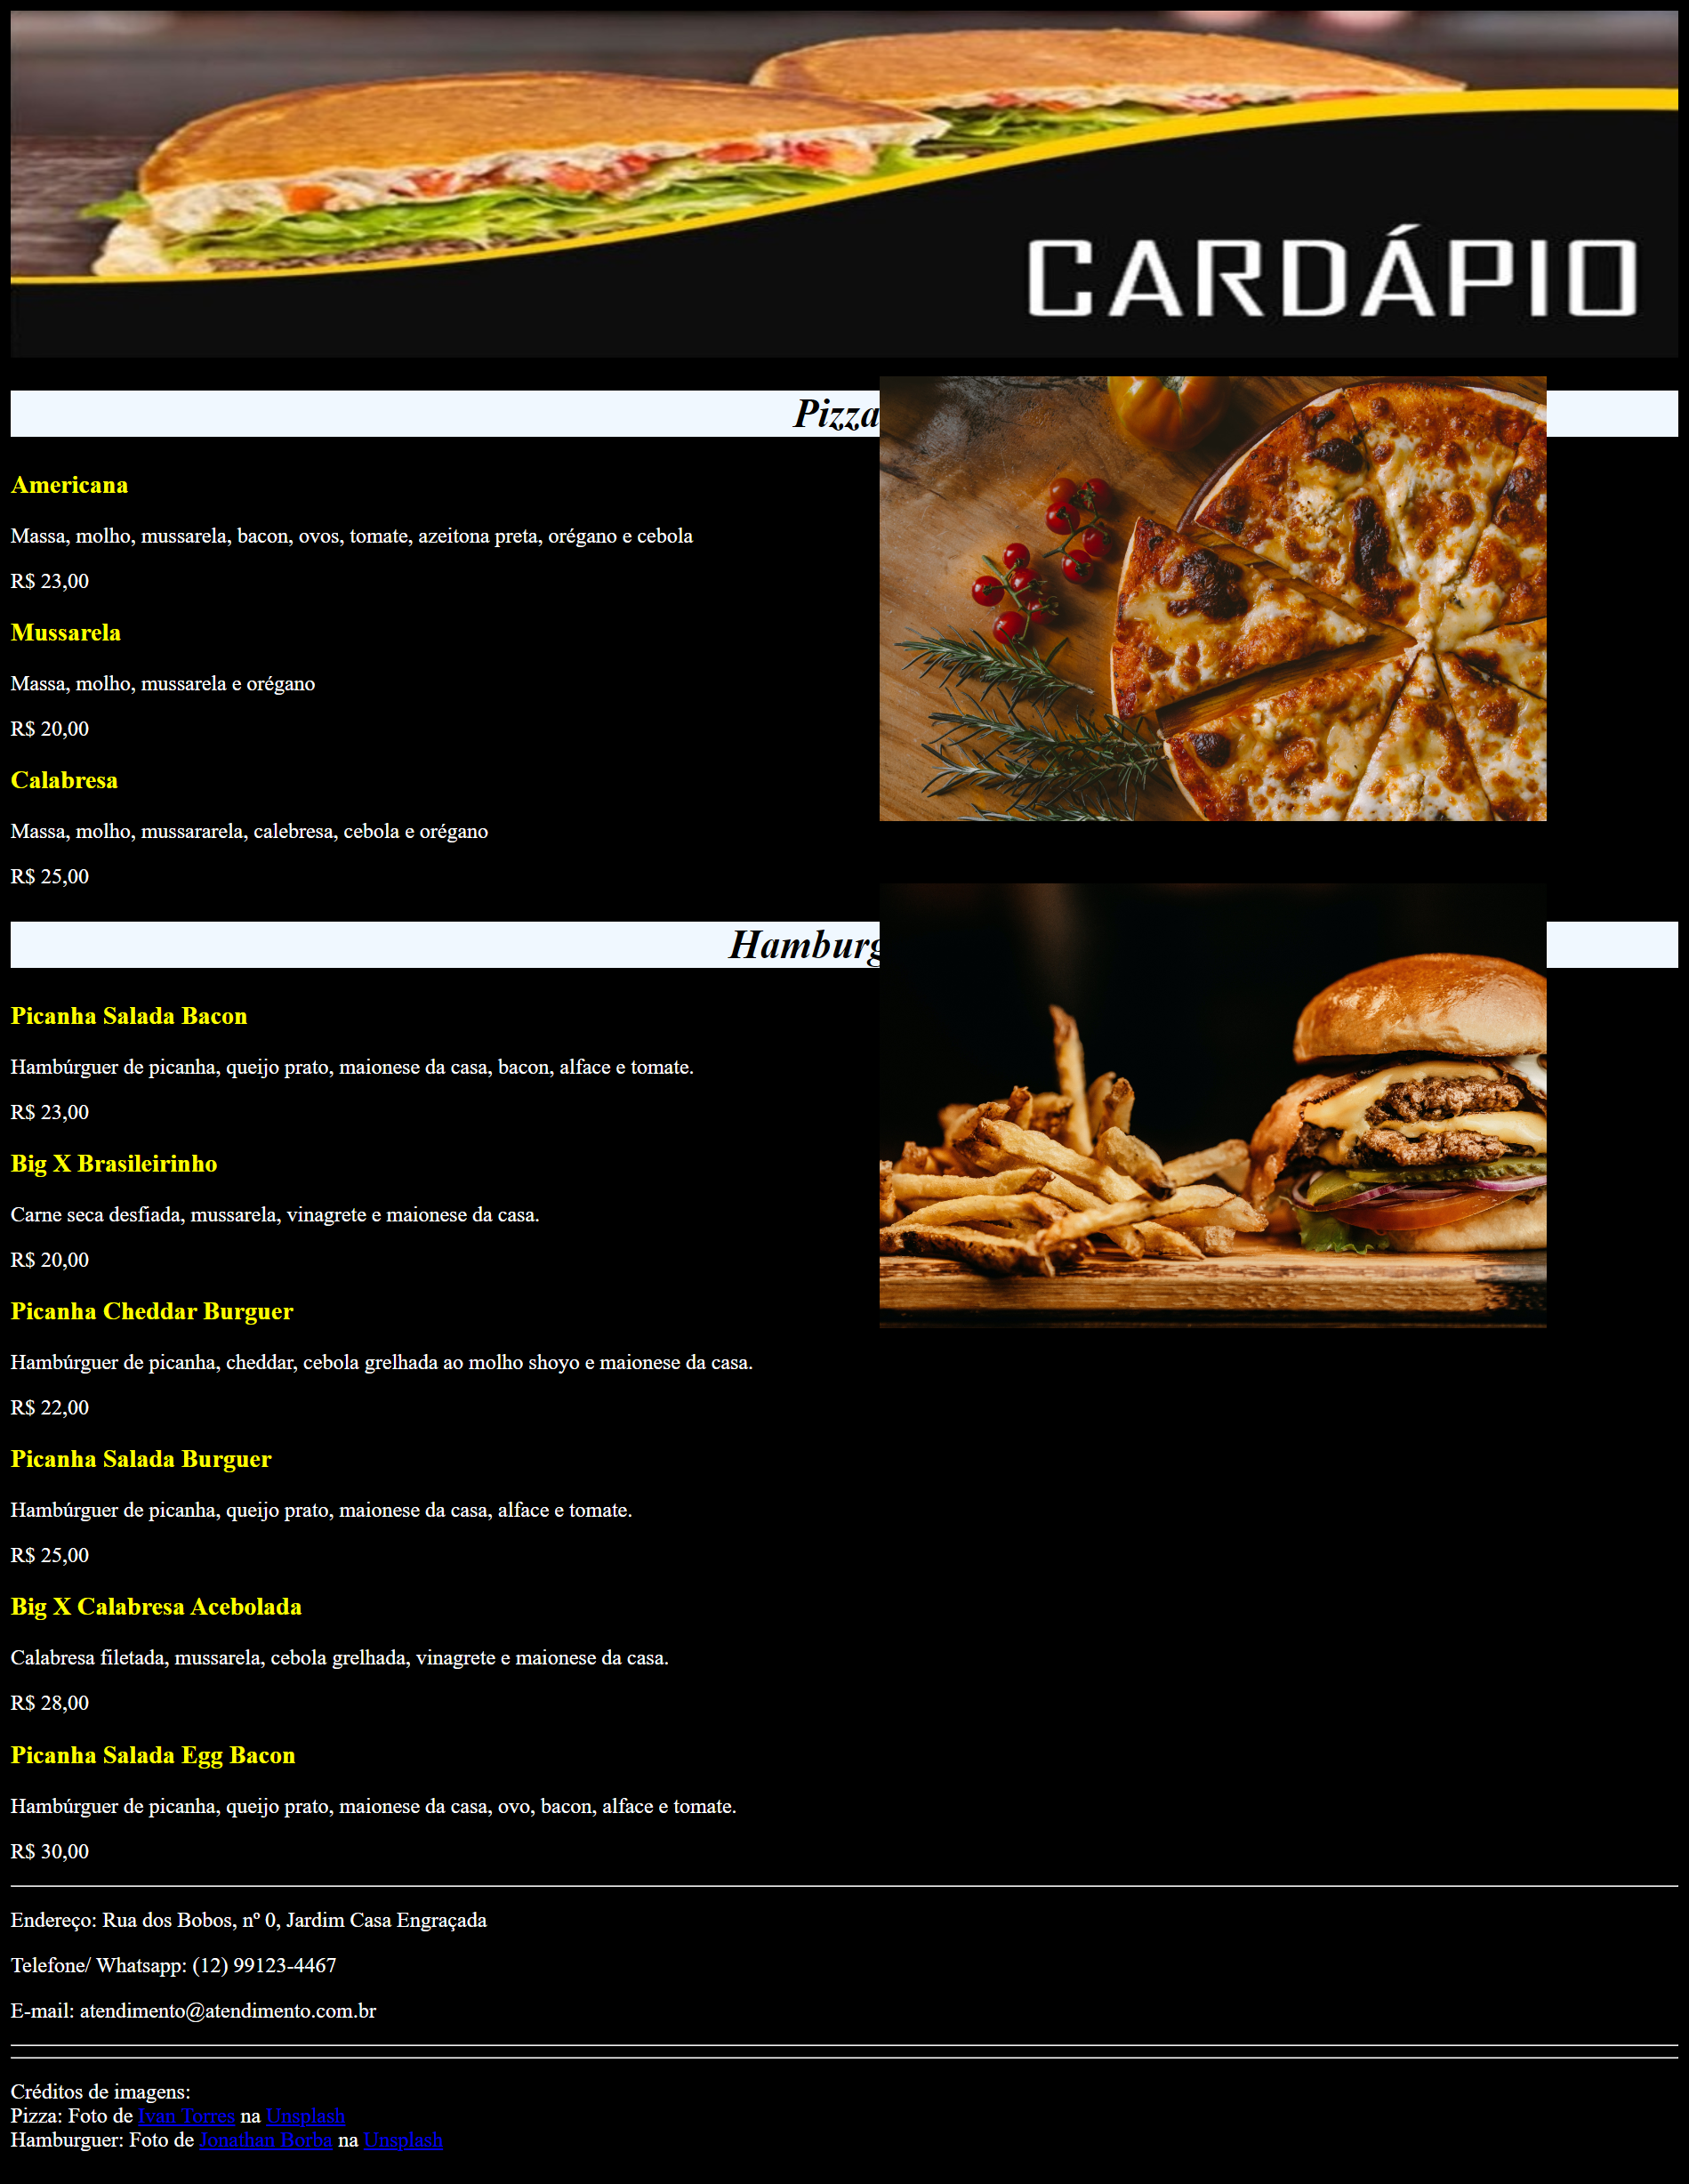 CARDÁPIO
Pizza
Americana
Massa, molho, mussarela, bacon, ovos, tomate, azeitona preta, orégano e cebola
R$ 23,00
Mussarela
Massa, molho, mussarela e orégano
R$ 20,00
Calabresa
Massa, molho, mussararela, calebresa, cebola e orégano
R$ 25,00
Hamburg
Picanha Salada Bacon
Hambúrguer de picanha, queijo prato, maionese da casa, bacon, alface e tomate.
R$ 23,00
Big X Brasileirinho
Carne seca desfiada, mussarela, vinagrete e maionese da casa.
R$ 20,00
Picanha Cheddar Burguer
Hambúrguer de picanha, cheddar, cebola grelhada ao molho shoyo e maionese da casa.
R$ 22,00
Picanha Salada Burguer
Hambúrguer de picanha, queijo prato, maionese da casa, alface e tomate.
R$ 25,00
Big X Calabresa Acebolada
Calabresa filetada, mussarela, cebola grelhada, vinagrete e maionese da casa.
R$ 28,00
Picanha Salada Egg Bacon
Hambúrguer de picanha, queijo prato, maionese da casa, ovo, bacon, alface e tomate.
R$ 30,00
Endereço: Rua dos Bobos, nº 0, Jardim Casa Engraçada
Telefone/ Whatsapp: (12) 99123-4467
E-mail: atendimento@atendimento.com.br
Créditos de imagens:
Pizza: Foto de Ivan Torres na Unsplash
Hamburguer: Foto de Jonathan Borba na Unsplash